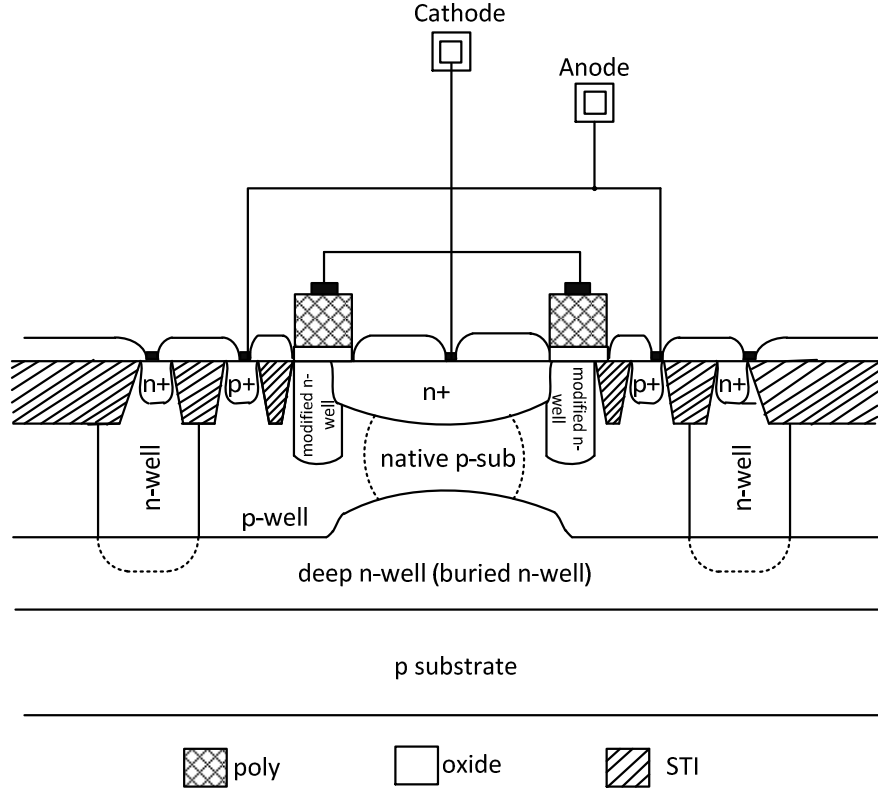 Cathode
Anode
n+
p+
n+
p+
n+
modified n-
well
modified n-
well
native p-sub
n-well
n-well
p-well
deep n-well (buried n-well)
p substrate
poly
oxide
STI